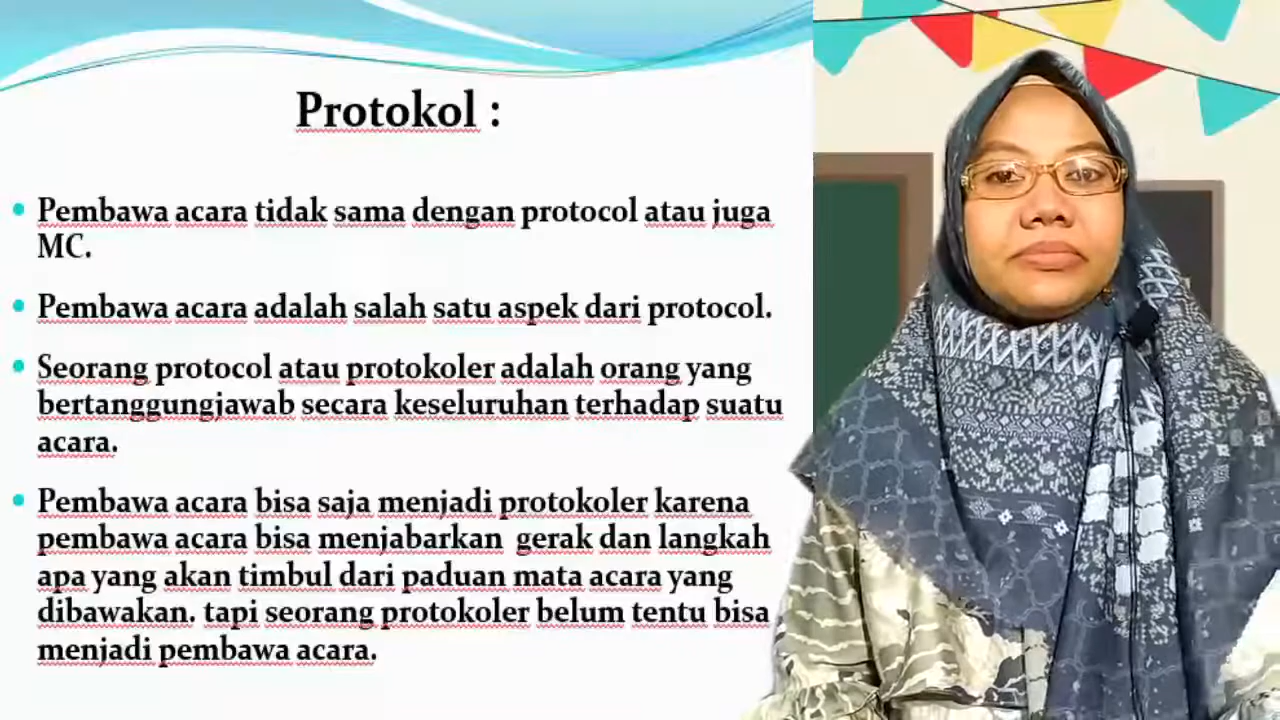 Protokol :
• Pembawa acara tidak sama dengan protocol atau juga
MC.
• Pembawa acara adalah salah satu aspek dari protocol.
• Seorang protocol atau protokoler adalah orang yang
bertanggungjawab secara keseluruhan terhadap suatu
acara.
• Pembawa acara bisa saja menjadi protokoler karena
pembawa acara bisa menjabarkan gerak dan langkah
apa yang akan timbul dari paduan mata acara yang
dibawakan. tapi seorang protokoler belum tentu bisa
menjadi pembawa acara.